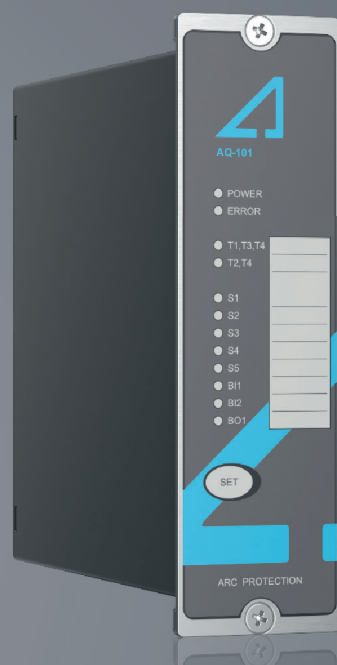 AQ-101
POWER
ERROR
T1,T3,T4
T2,T4
S1
S2
S3
S4
S5
BI1
BI2
BO1
SET
ARC PROTECTION